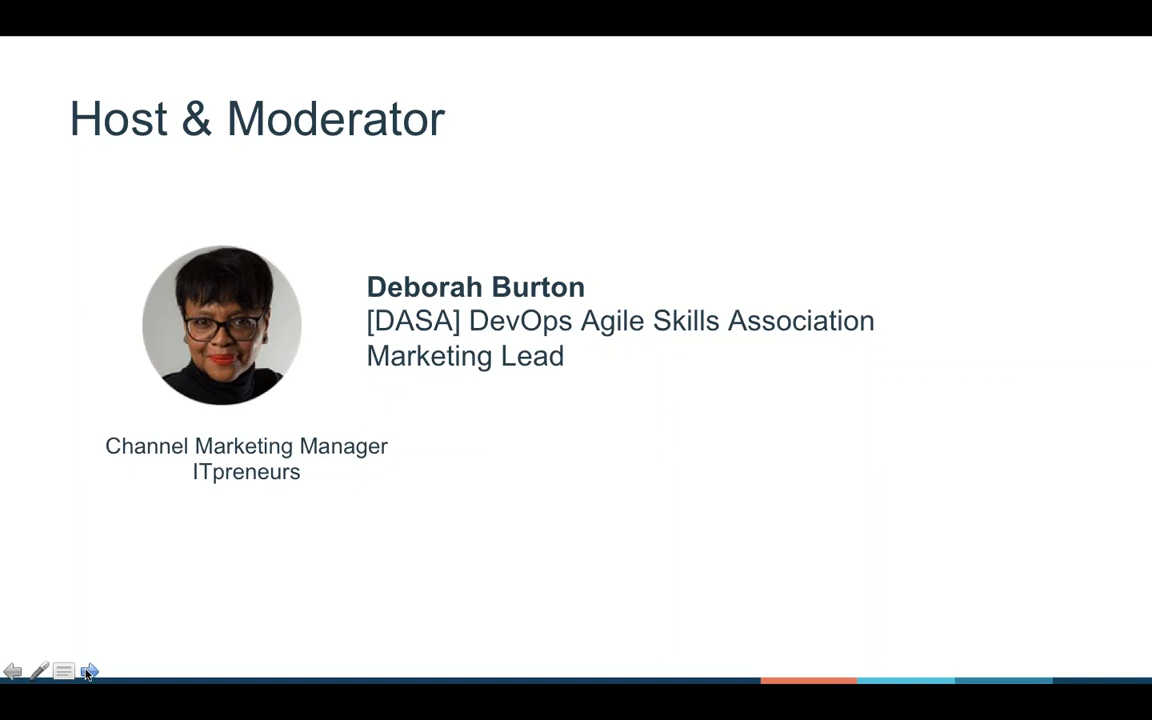 Host & Moderator
Deborah Burton
[DASA] DevOps Agile Skills Association
Marketing Lead
Channel Marketing Manager
ITpreneurs